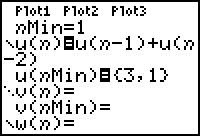 Plot1 Plot2 Plot3
nMin=1
u(n)=u(n-1)+u(n
-2)
u(nMin)={3,1}
v(n)=
v(nMin)=
w(n)=